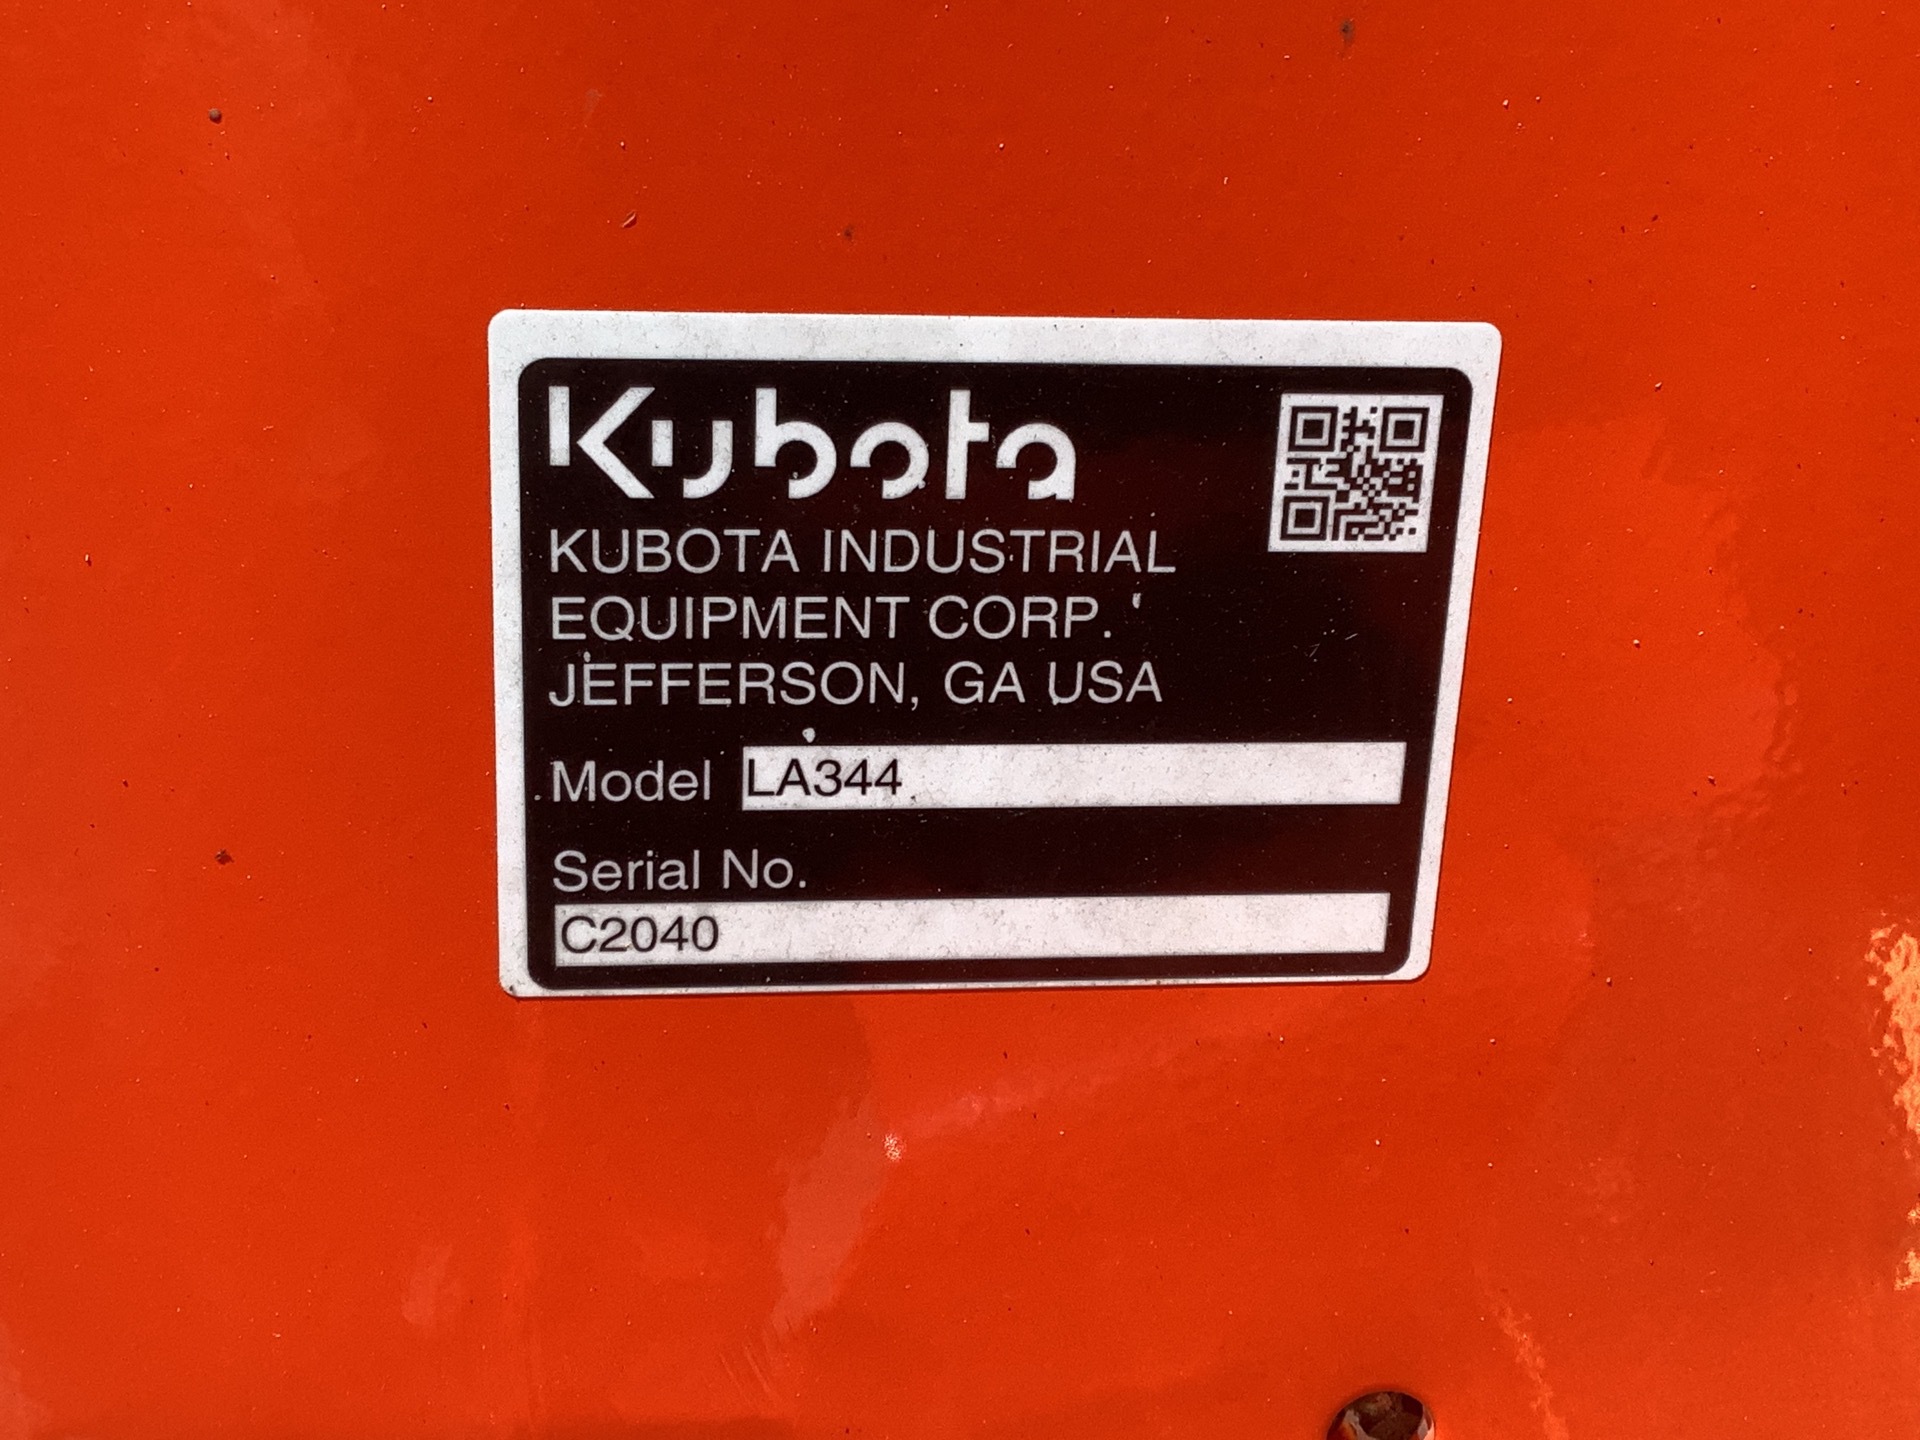 Kubota
KUBOTA INDUSTRIAL
EQUIPMENT CORP.
JEFFERSON, GA USA
Model LA344
Serial No.
C2040